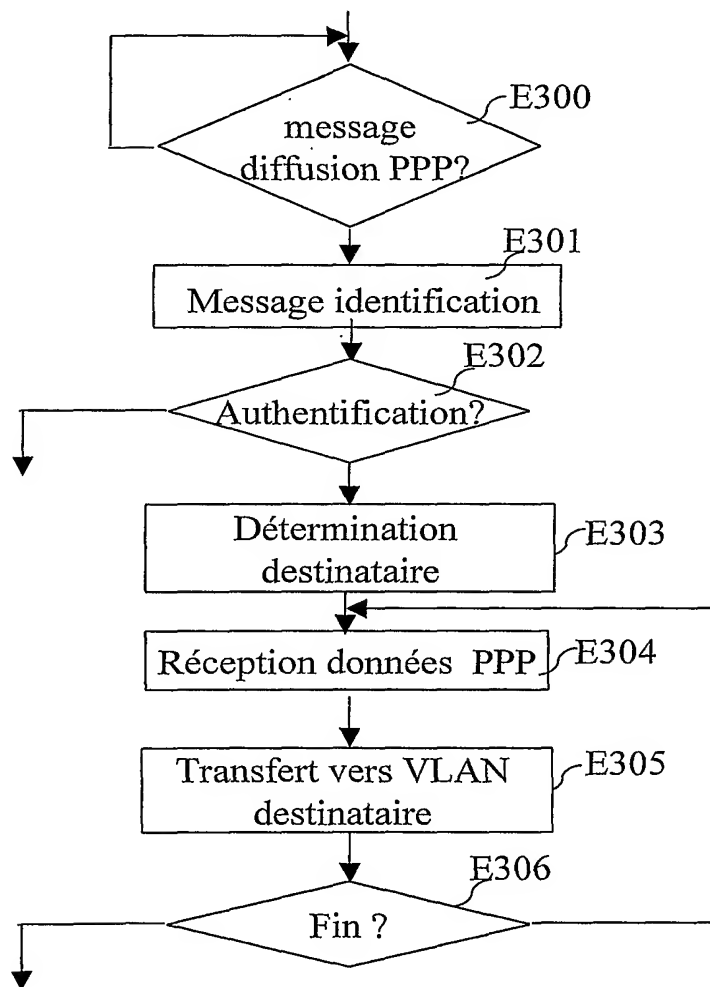 E300
message
diffusion PPP?
E301
Message identification
E302
Authentification?
Détermination
destinataire
E303
Réception données PPP
E304
Transfert vers VLAN
destinataire
E305
E306
Fin ?